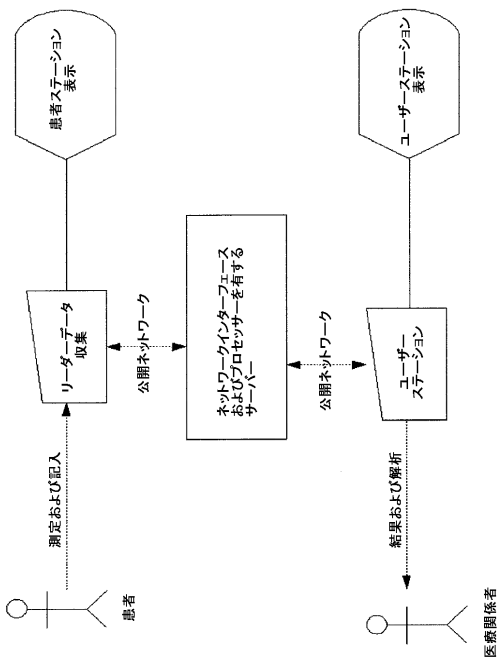 患者
測定および記入
リーダーデータ
収集
患者ステーション
表示
公開ネットワーク
ネットワークインターフェース
およびプロセッサーを有する
サーバー
公開ネットワーク
医療関係者
結果および解析
ユーザー
ステーション
ユーザーステーション
表示